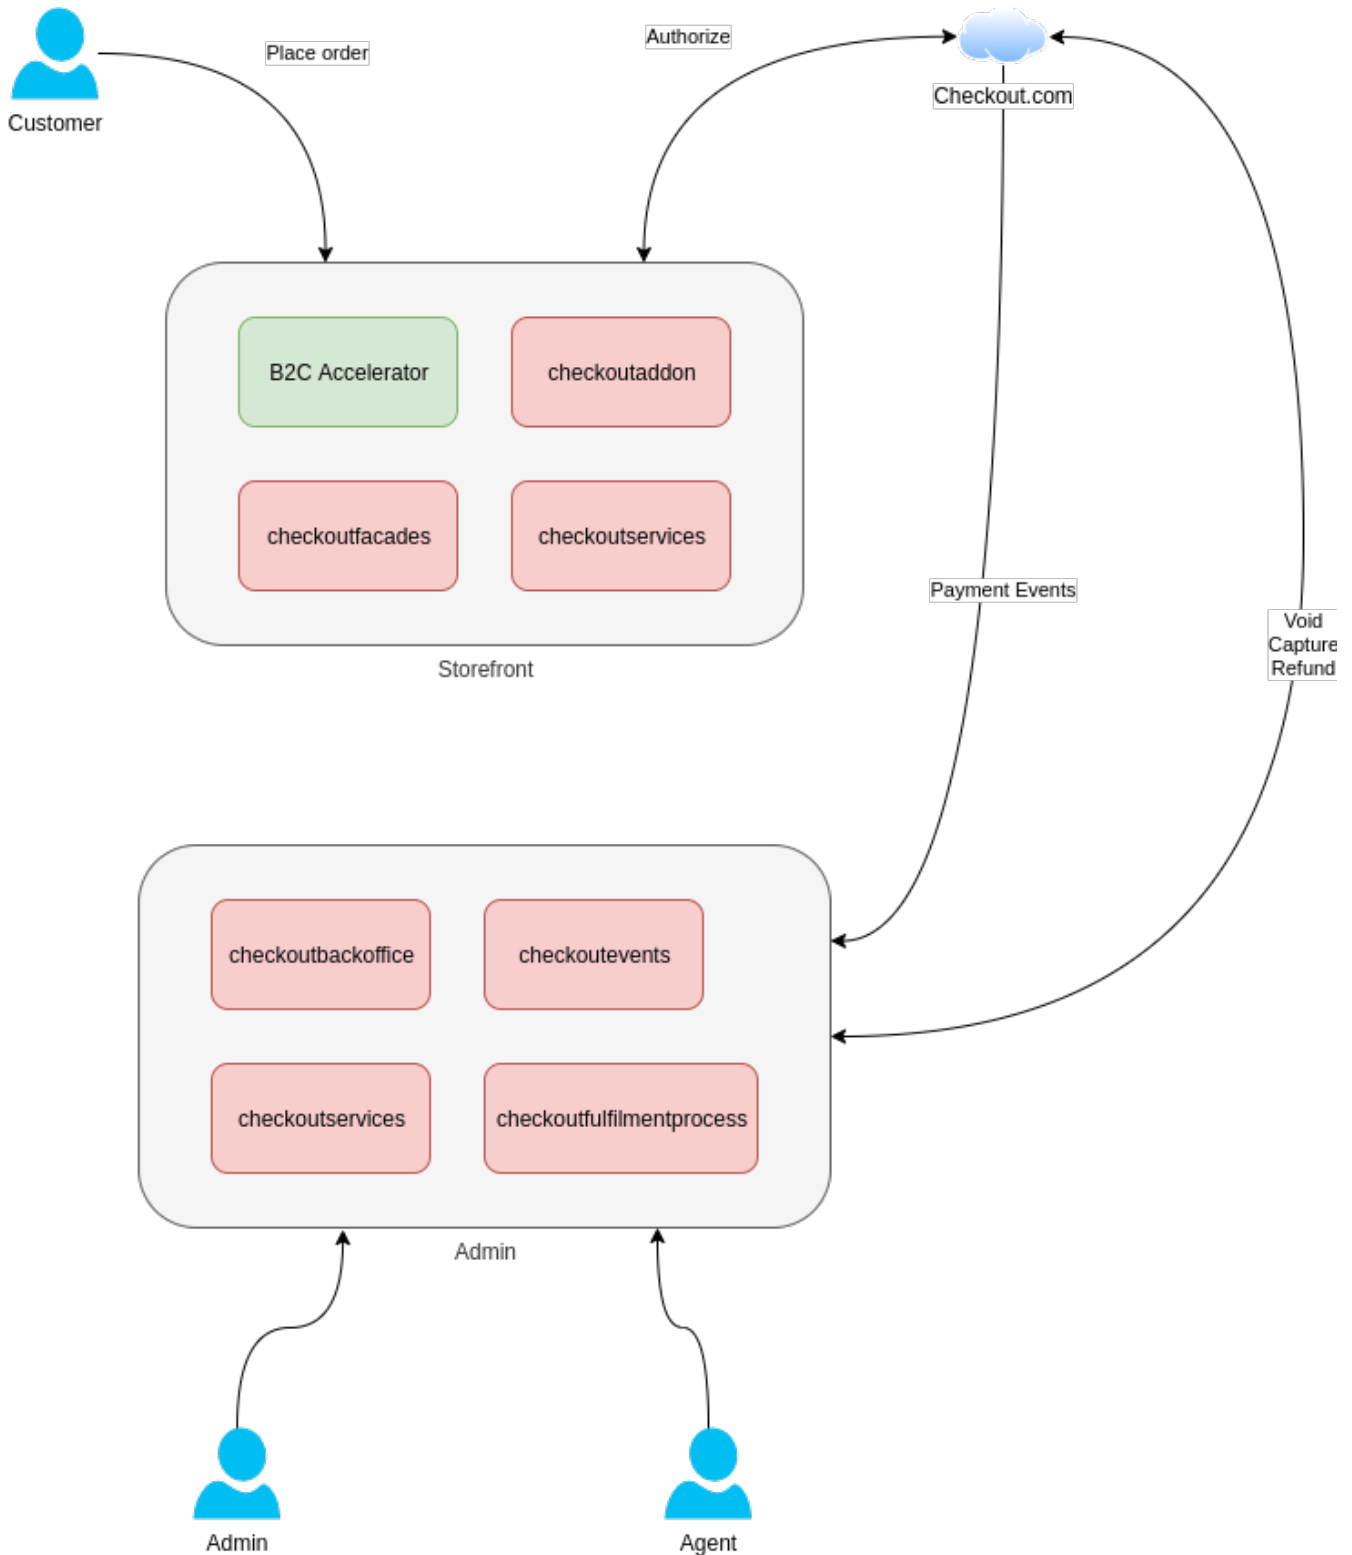 Place order
Authorize
Checkout.com
Customer
B2C Accelerator
checkoutaddon
checkoutfacades
checkoutservices
Storefront
Payment Events
Void
Capture
Refund
checkoutbackoffice
checkoutevents
checkoutservices
checkoutfulfilmentprocess
Admin
Admin
Agent